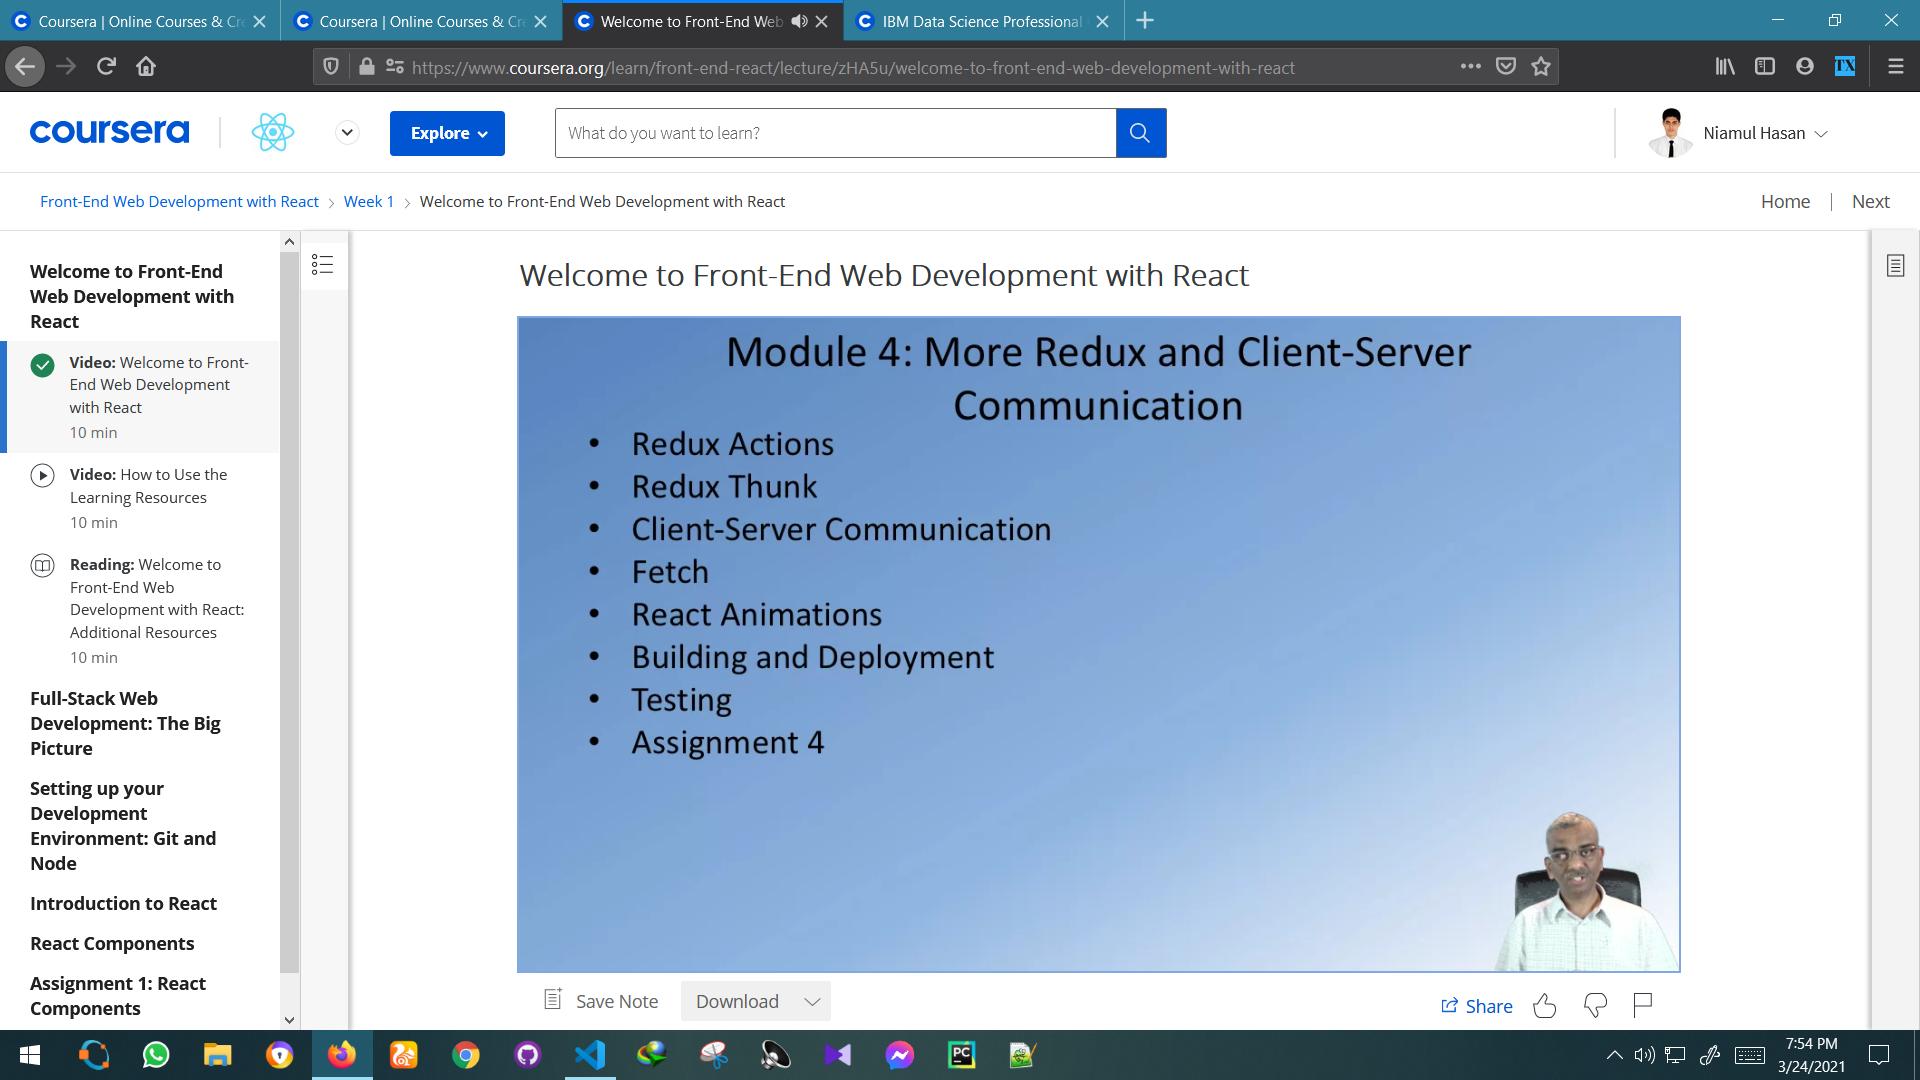 Coursera | Online Courses & Cre
Coursera | Online Courses & Cre
Welcome to Front-End Web
IBM Data Science Professional
https://www.coursera.org/learn/front-end-react/lecture/zHA5u/welcome-to-front-end-web-development-with-react
TX
coursera
Explore
What do you want to learn?
Niamul Hasan
Front-End Web Development with React
Week 1
Welcome to Front-End Web Development with React
Home
Next
Welcome to Front-End
Web Development with
React
Video: Welcome to Front-
End Web Development
with React
10 min
Video: How to Use the
Learning Resources
10 min
Reading: Welcome to
Front-End Web
Development with React:
Additional Resources
10 min
Full-Stack Web
Development: The Big
Picture
Setting up your
Development
Environment: Git and
Node
Introduction to React
React Components
Assignment 1: React
Components
Welcome to Front-End Web Development with React
Module 4: More Redux and Client-Server
Communication
• Redux Actions
• Redux Thunk
• Client-Server Communication
• Fetch
• React Animations
• Building and Deployment
• Testing
• Assignment 4
Save Note
Download
Share
PC
7:54 PM
3/24/2021